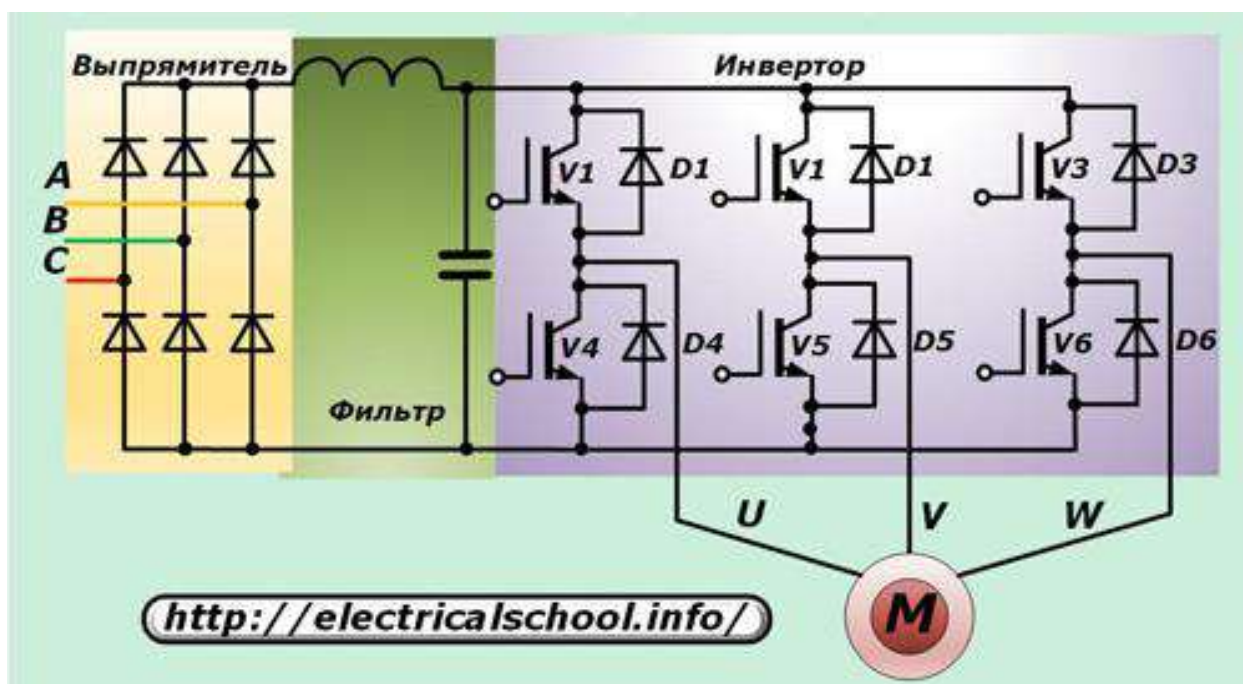 Выпрямитель
Инвертор
A
B
C
V1
D1
V1
D1
V3
D3
V4
D4
V5
D5
V6
D6
Фильтр
U
V
W
M
http://electricalschool.info/